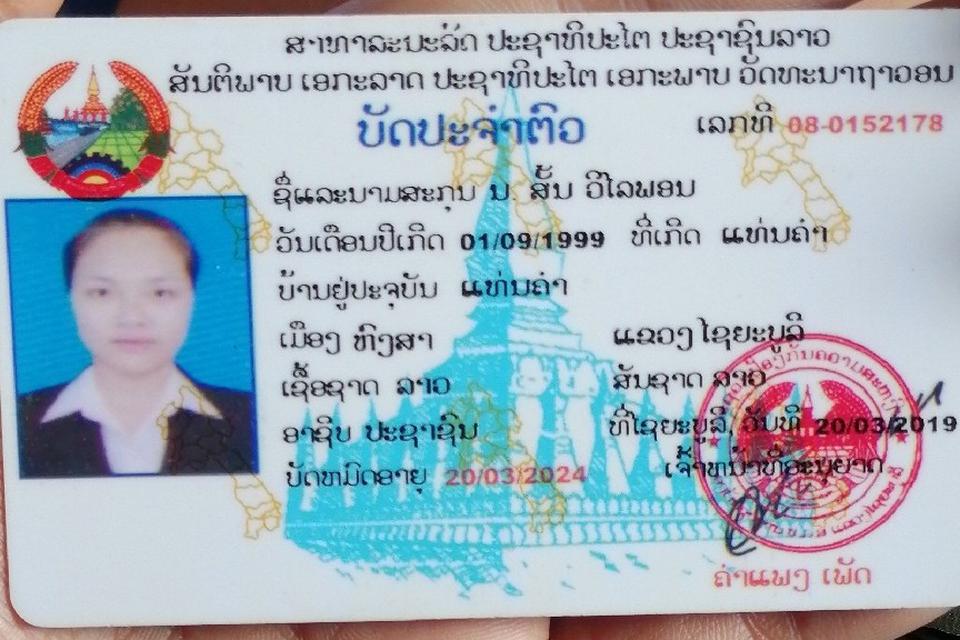 ສາທາລະນະລັດ ປະຊາທິປະໄຕ ປະຊາຊົນລາວ
ສັນຕິພາບ ເອກະລາດ ປະຊາທິປະໄຕ ເອກະພາບ ວັດທະນາຖາວອນ
ບັດປະຈຳຕົວ ເລກທີ 08-0152178
ຊື່ແລະນາມສະກຸນ ນ. ສັ້ນ ວິໄລພອນ
ວັນເດືອນປີເກີດ 01/09/1999 ທີ່ເກີດ ແທ່ນຄຳ
ບ້ານຢູ່ປະຈຸບັນ ແທ່ນຄຳ
ເມືອງ ຫົງສາ ແຂວງ ໄຊຍະບູລີ
ເຊື້ອຊາດ ລາວ ສັນຊາດ ລາວ
ອາຊີບ ປະຊາຊົນ ທີ່ໄຊຍະບູລີ, ວັນທີ 20/03/2019
ບັດຫມົດອາຍຸ 20/03/2024 ເຈົ້າຫນ້າທີ່ອະນຸຍາດ
ຄຳແພງ ເພັດ